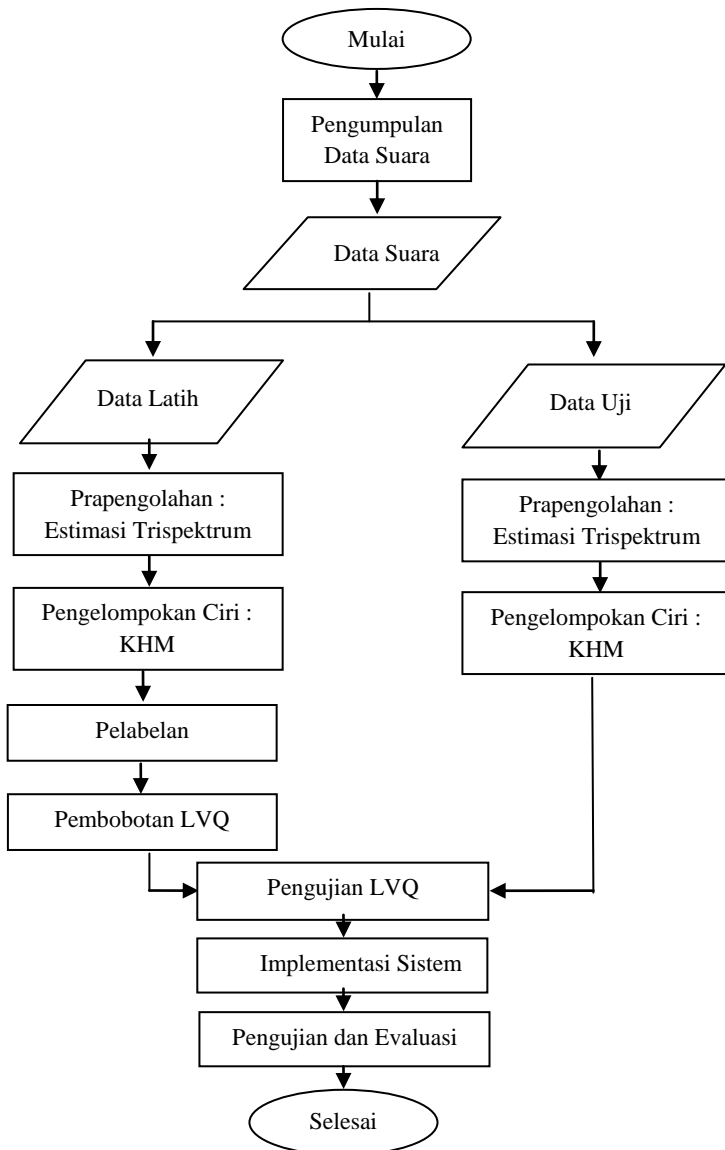 Mulai
Pengumpulan
Data Suara
Data Suara
Data Latih
Data Uji
Prapengolahan :
Estimasi Trispektrum
Prapengolahan :
Estimasi Trispektrum
Pengelompokan Ciri :
KHM
Pengelompokan Ciri :
KHM
Pelabelan
Pembobotan LVQ
Pengujian LVQ
Implementasi Sistem
Pengujian dan Evaluasi
Selesai